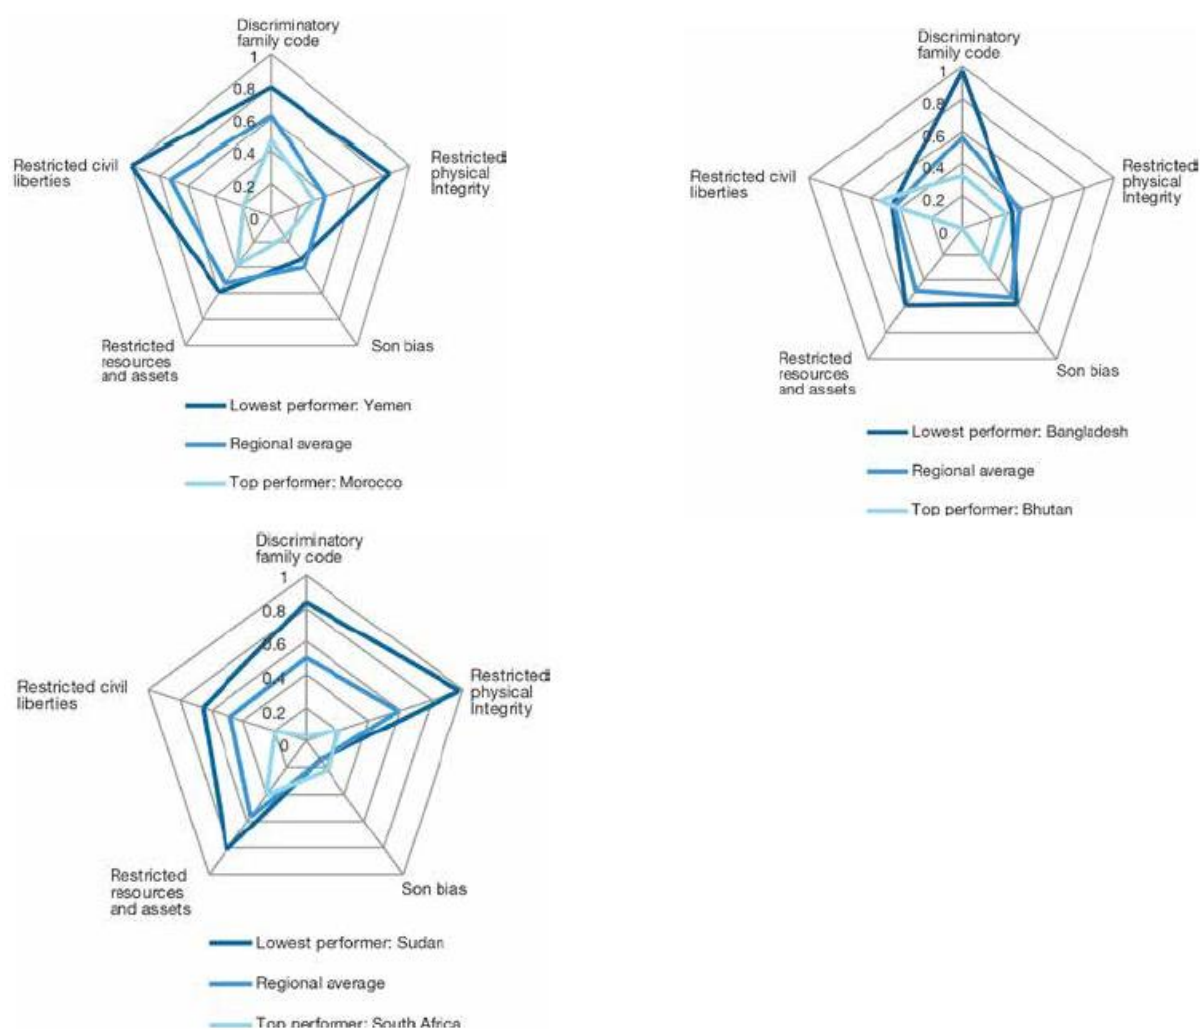 Discriminatory
family code
1
0.8
0.6
0.4
0.2
0
Restricted civil
liberties
Restricted
physical
Integrity
Restricted
resources
and assets
Son bias
Lowest performer: Yemen
Regional average
Top performer: Morocco
Discriminatory
family code
1
0.8
0.6
0.4
0.2
0
Restricted civil
liberties
Restricted
physical
Integrity
Restricted
resources
and assets
Son bias
Lowest performer: Bangladesh
Regional average
Top performer: Bhutan
Discriminatory
family code
1
0.8
0.6
0.4
0.2
0
Restricted civil
liberties
Restricted
physical
Integrity
Restricted
resources
and assets
Son bias
Lowest performer: Sudan
Regional average
Top performer: South Africa